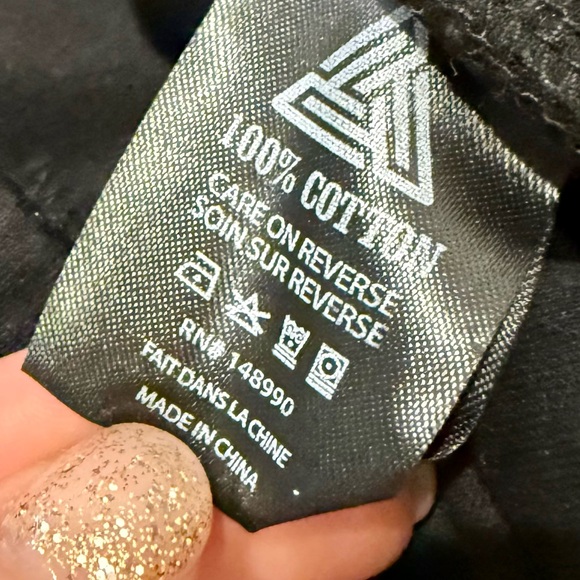 100% COTTON
CARE ON REVERSE
SOIN SUR REVERSE
RN# 148990
FAIT DANS LA CHINE
MADE IN CHINA